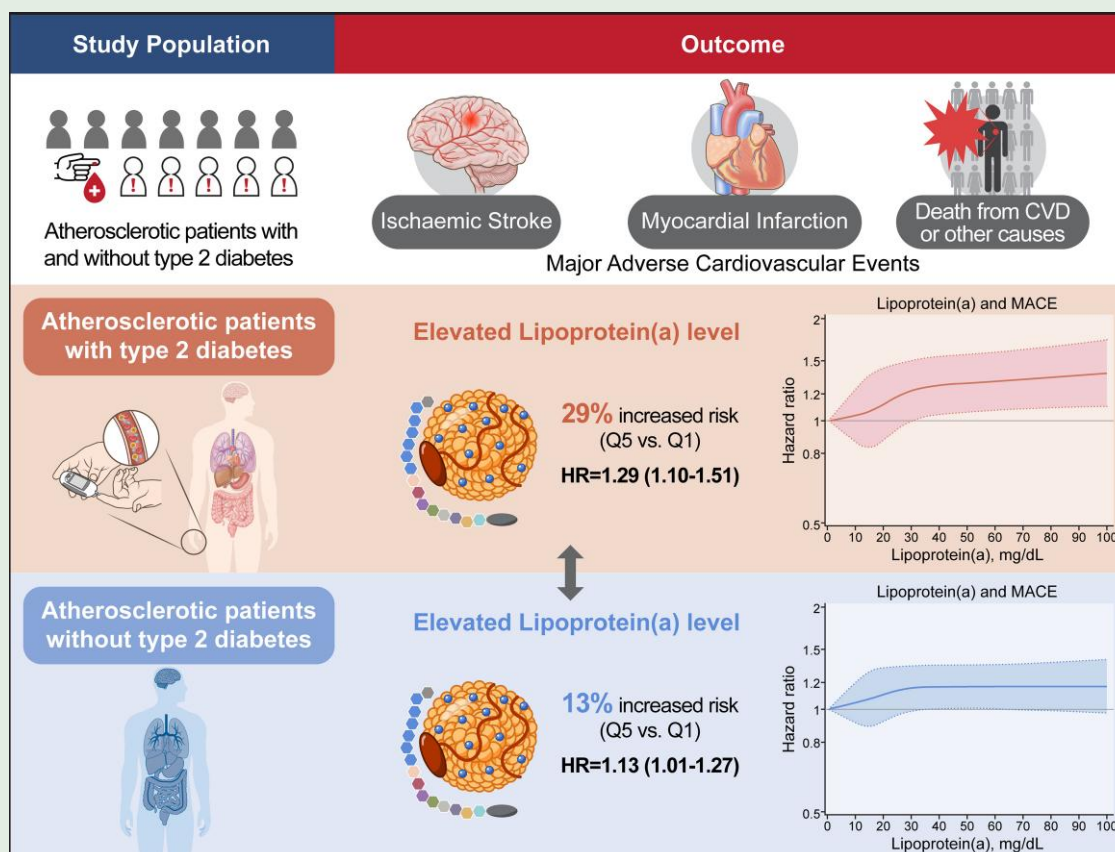 Study Population
Outcome
Atherosclerotic patients with
and without type 2 diabetes
Ischaemic Stroke
Myocardial Infarction
Death from CVD
or other causes
Major Adverse Cardiovascular Events
Atherosclerotic patients
with type 2 diabetes
Elevated Lipoprotein(a) level
29% increased risk
(Q5 vs. Q1)
HR=1.29 (1.10-1.51)
Lipoprotein(a) and MACE
Hazard ratio
2
1.5
1.2
1
0.8
0.5
0 10 20 30 40 50 60 70 80 90 100
Lipoprotein(a), mg/dL
Atherosclerotic patients
without type 2 diabetes
Elevated Lipoprotein(a) level
13% increased risk
(Q5 vs. Q1)
HR=1.13 (1.01-1.27)
Lipoprotein(a) and MACE
Hazard ratio
2
1.5
1.2
1
0.8
0.5
0 10 20 30 40 50 60 70 80 90 100
Lipoprotein(a), mg/dL